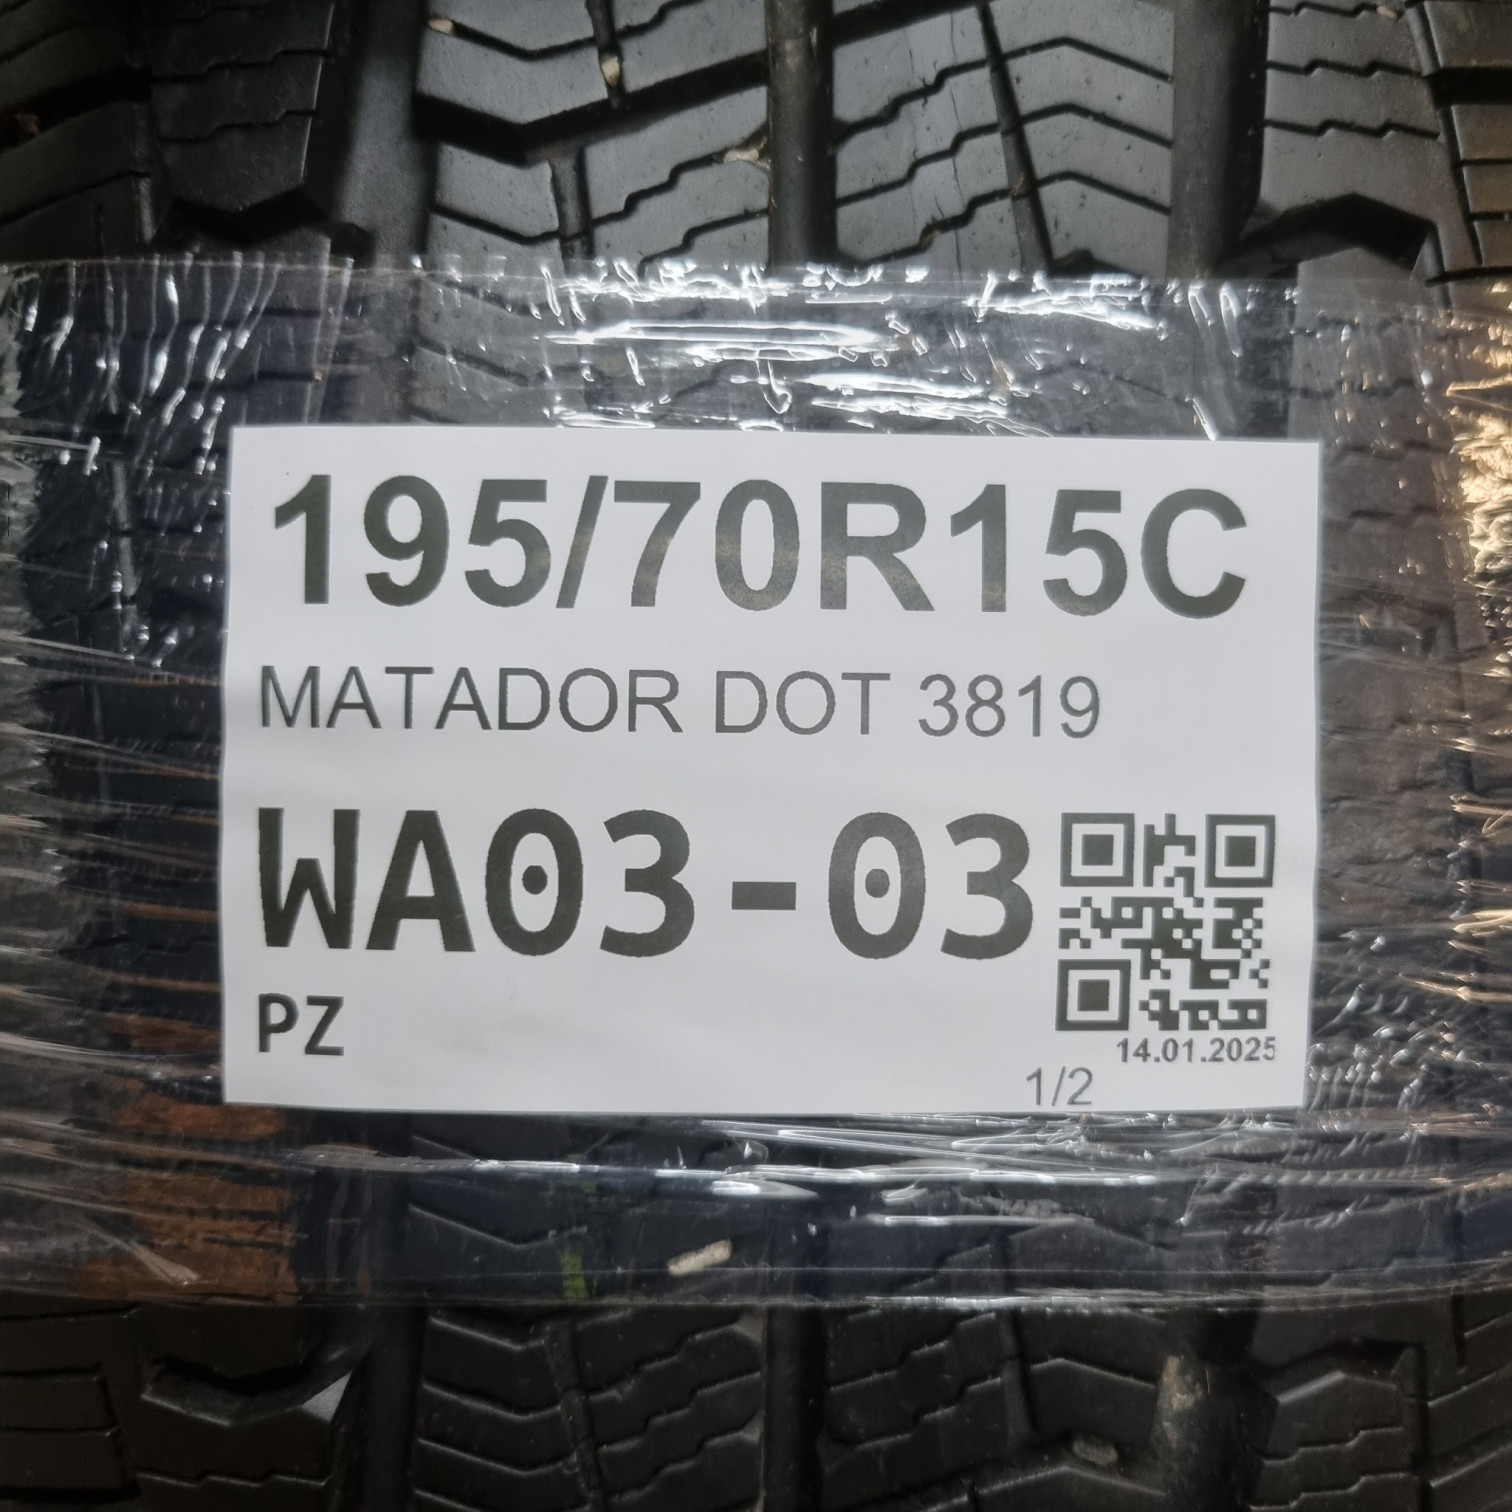 195/70R15C
MATADOR DOT 3819
WA03-03
PZ
14.01.2025
1/2